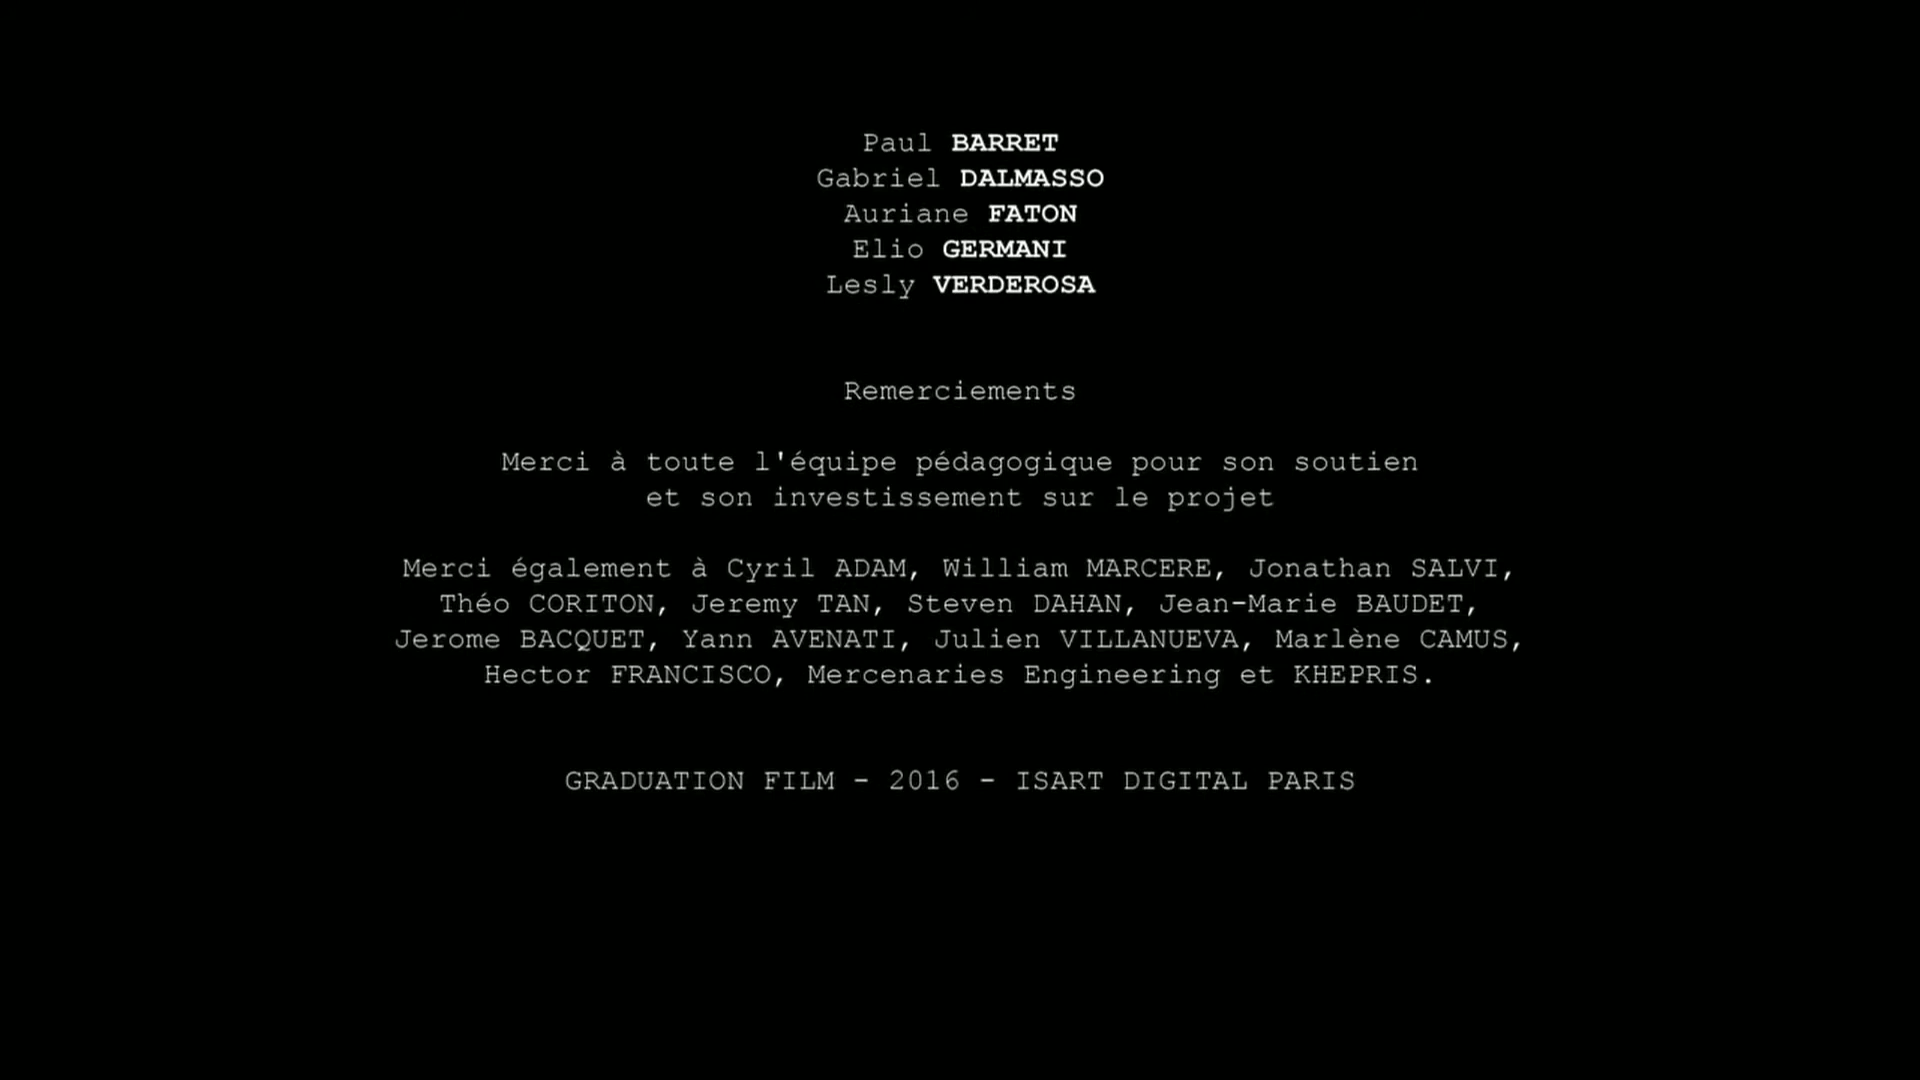 Paul BARRET
Gabriel DALMASSO
Auriane FATON
Elio GERMANI
Lesly VERDEROSA
Remerciements
Merci à toute l'équipe pédagogique pour son soutien
et son investissement sur le projet
Merci également à Cyril ADAM, William MARCERE, Jonathan SALVI,
Théo CORITON, Jeremy TAN, Steven DAHAN, Jean-Marie BAUDET,
Jerome BACQUET, Yann AVENATI, Julien VILLANUEVA, Marlène CAMUS,
Hector FRANCISCO, Mercenaries Engineering et KHEPRIS.
GRADUATION FILM - 2016 - ISART DIGITAL PARIS